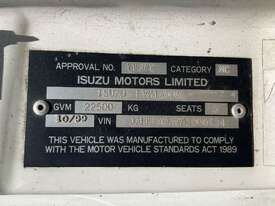 APPROVAL NO. CATEGORY
ISUZU MOTORS LIMITED
ISUZU
GVM 22500 KG SEATS
10/99 VIN
THIS VEHICLE WAS MANUFACTURED TO COMPLY
WITH THE MOTOR VEHICLE STANDARDS ACT 1989